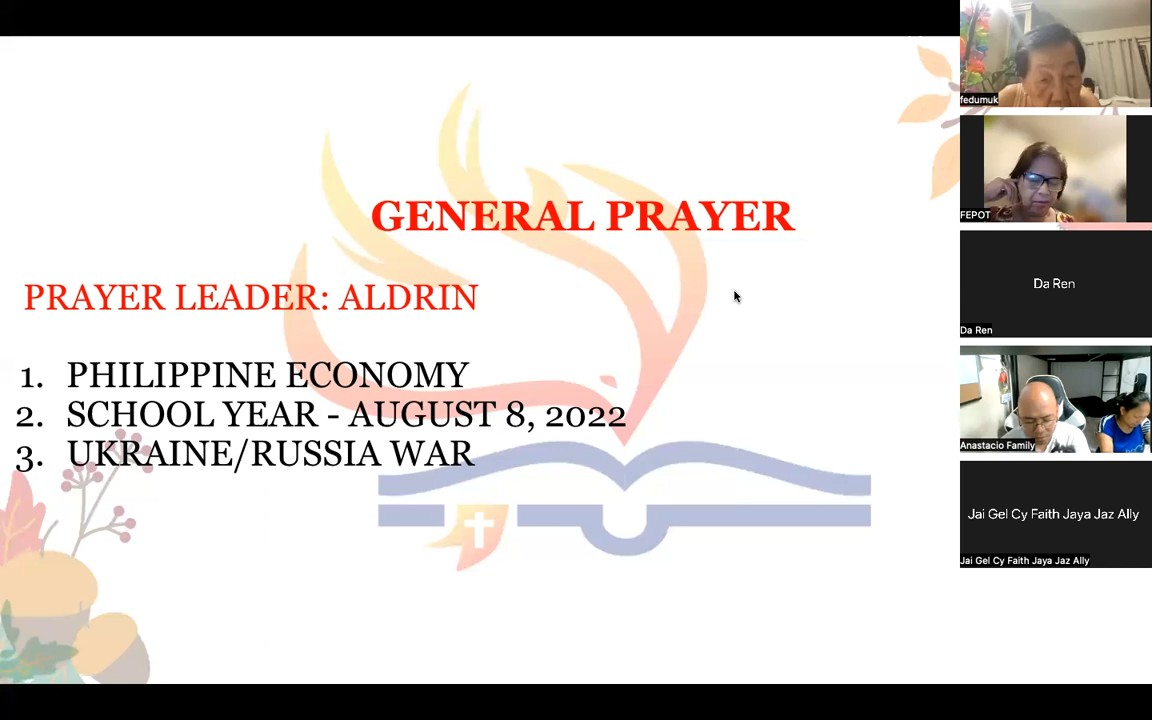 GENERAL PRAYER
PRAYER LEADER: ALDRIN
1. PHILIPPINE ECONOMY
2. SCHOOL YEAR - AUGUST 8, 2022
3. UKRAINE/RUSSIA WAR
fedumuk
FEPOT
Da Ren
Da Ren
Anastacio Family
Jai Gel Cy Faith Jaya Jaz Ally
Jai Gel Cy Faith Jaya Jaz Ally